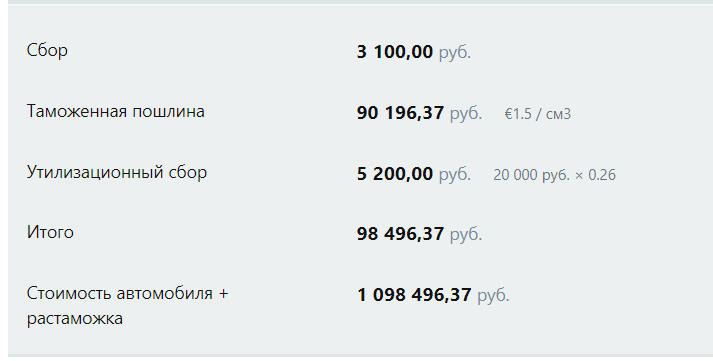 Сбор 3 100,00 руб.
Таможенная пошлина 90 196,37 руб. €1.5 / см3
Утилизационный сбор 5 200,00 руб. 20 000 руб. × 0.26
Итого 98 496,37 руб.
Стоимость автомобиля + 1 098 496,37 руб.
растаможка